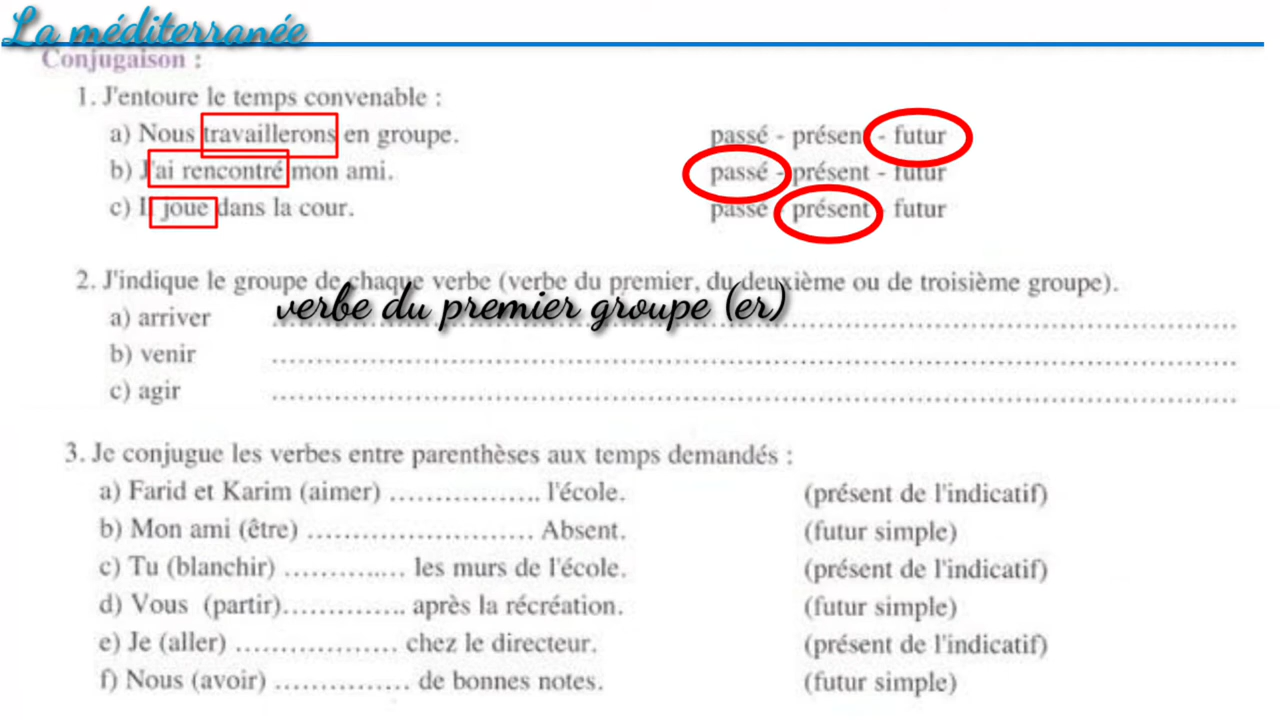 La méditerranée
Conjugaison :
1. J'entoure le temps convenable :
a) Nous travaillerons en groupe. passé - présent - futur
b) J'ai rencontré mon ami. passé - présent - futur
c) Il joue dans la cour. passé - présent - futur
2. J'indique le groupe de chaque verbe (verbe du premier, du deuxième ou de troisième groupe).
a) arriver verbe du premier groupe (er)
b) venir ........................................
c) agir ........................................
3. Je conjugue les verbes entre parenthèses aux temps demandés :
a) Farid et Karim (aimer) ................. l'école. (présent de l'indicatif)
b) Mon ami (être) ......................... Absent. (futur simple)
c) Tu (blanchir) ............. les murs de l'école. (présent de l'indicatif)
d) Vous (partir).............. après la récréation. (futur simple)
e) Je (aller) .................. chez le directeur. (présent de l'indicatif)
f) Nous (avoir) ............... de bonnes notes. (futur simple)